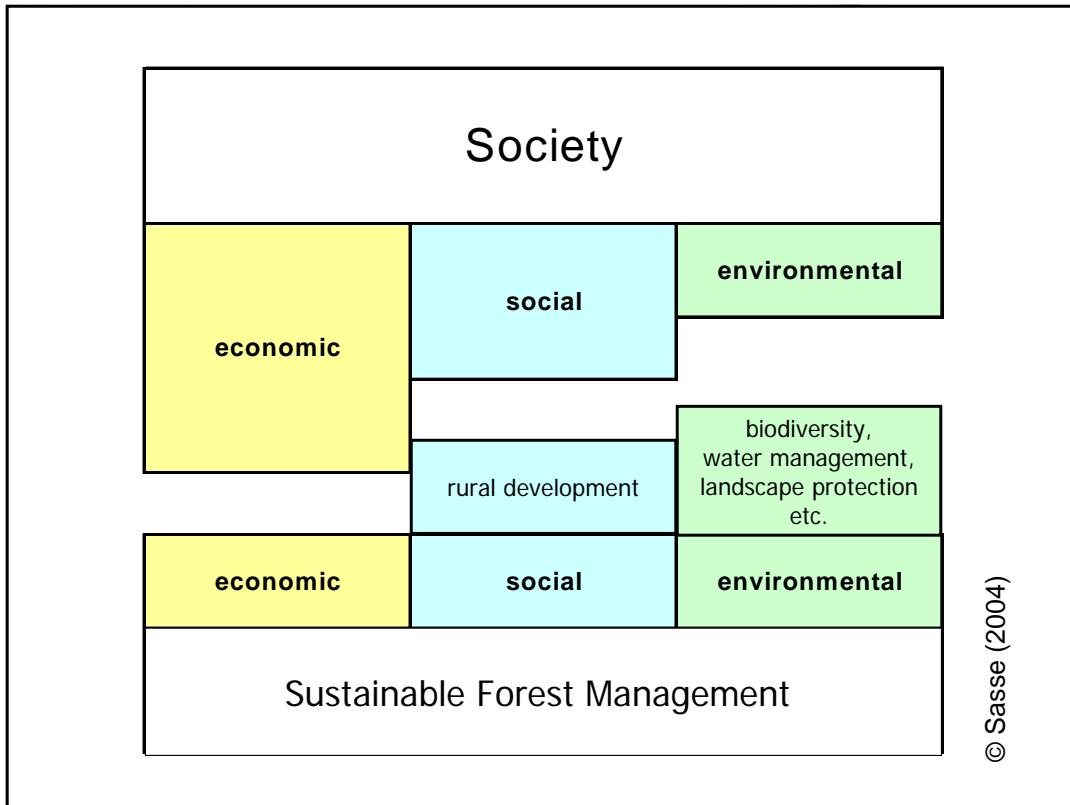 Society
economic
social
environmental
rural development
biodiversity,
water management,
landscape protection
etc.
economic
social
environmental
Sustainable Forest Management
© Sasse (2004)